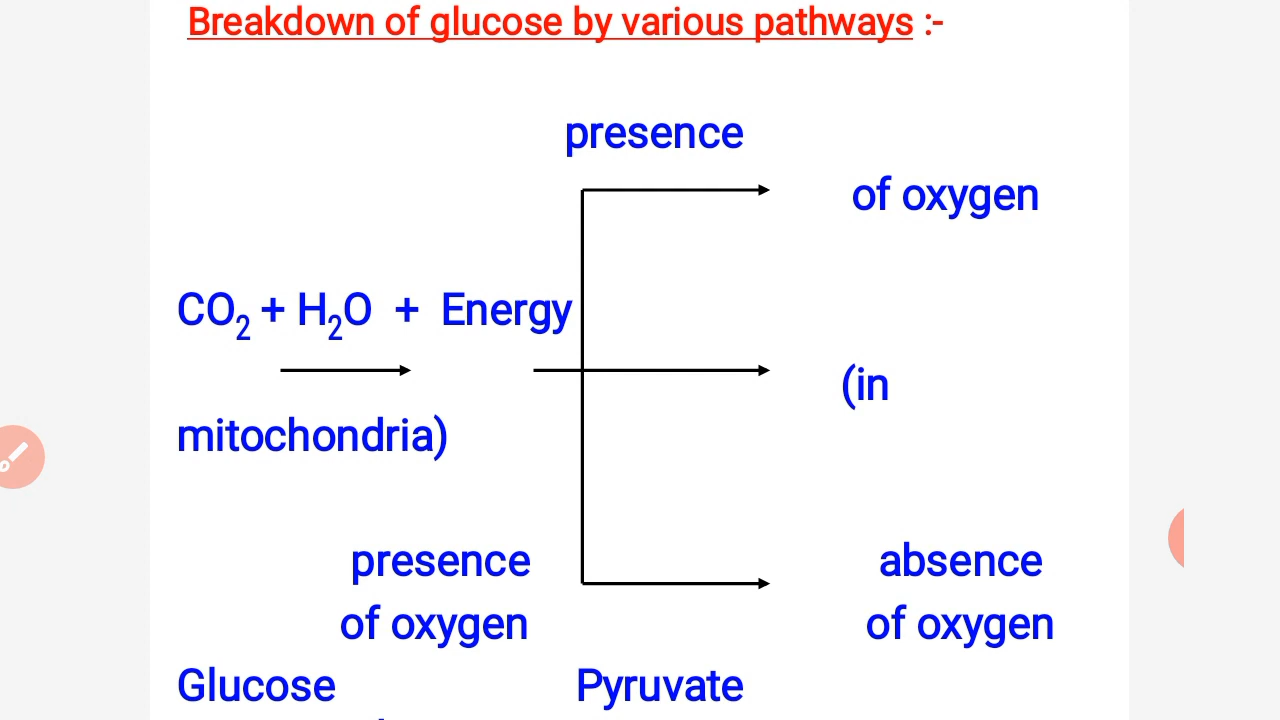 Breakdown of glucose by various pathways :-
presence
of oxygen
CO₂ + H₂O + Energy
(in
mitochondria)
presence absence
of oxygen of oxygen
Glucose Pyruvate